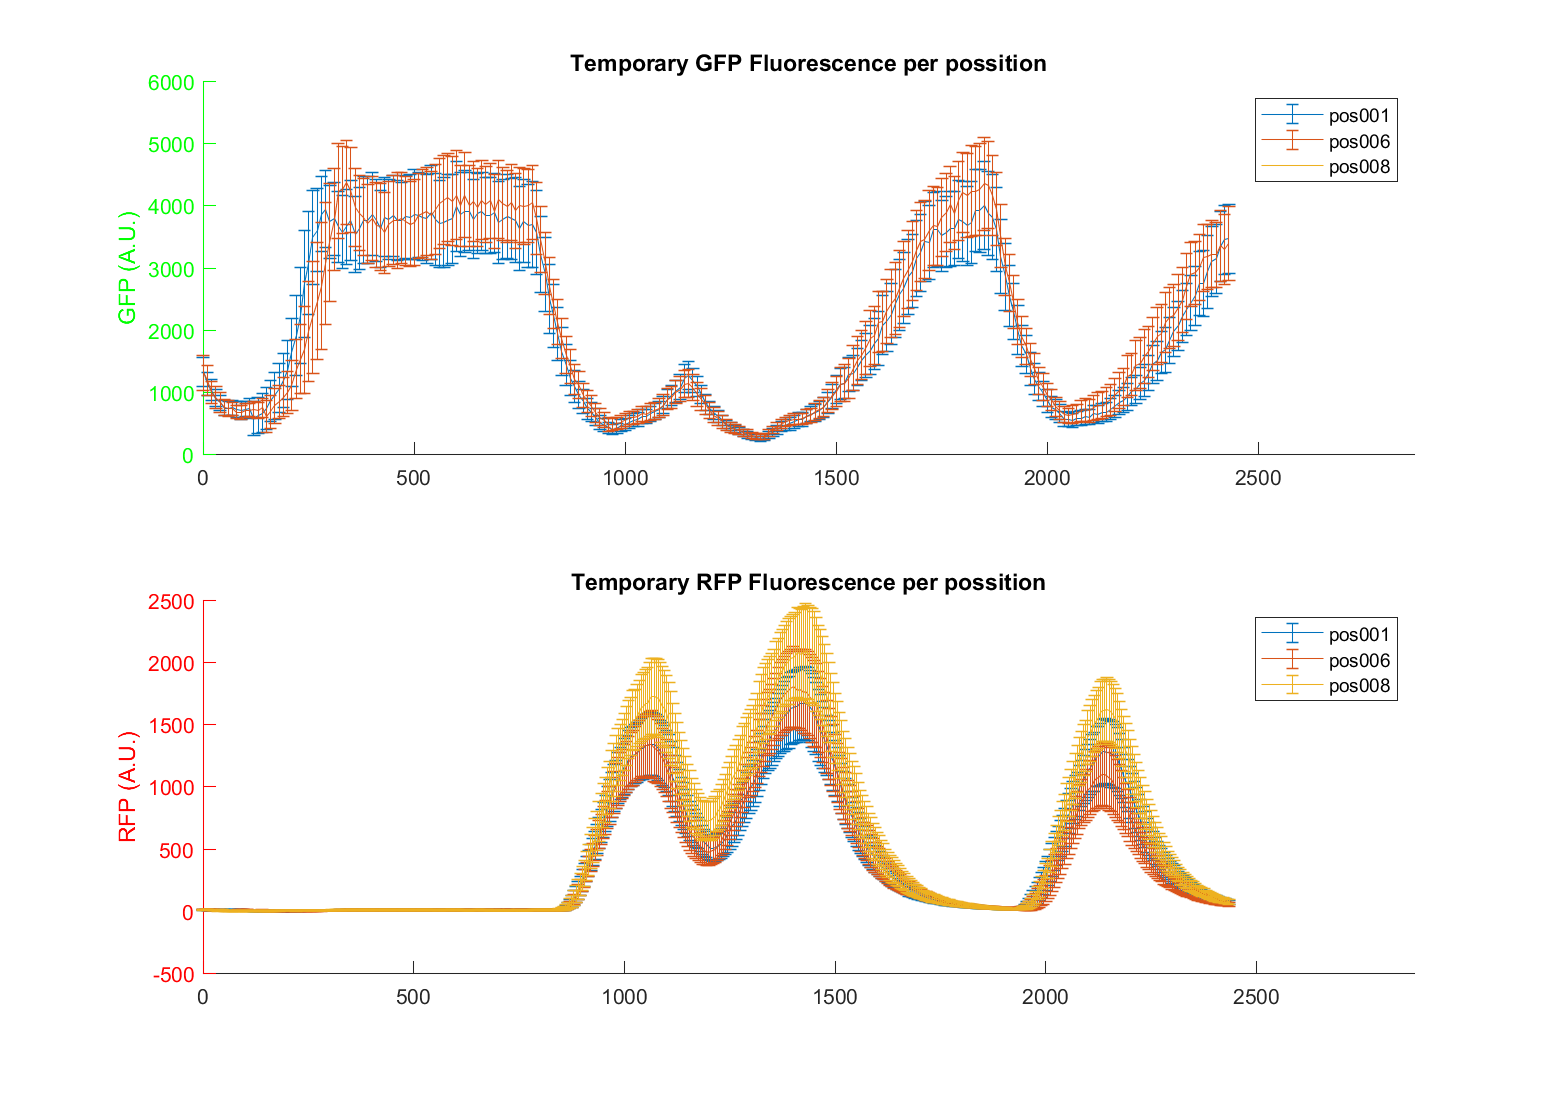 Temporary GFP Fluorescence per possition
6000
5000
4000
3000
2000
1000
0
GFP (A.U.)
0 500 1000 1500 2000 2500
pos001
pos006
pos008
Temporary RFP Fluorescence per possition
2500
2000
1500
1000
500
0
-500
RFP (A.U.)
0 500 1000 1500 2000 2500
pos001
pos006
pos008